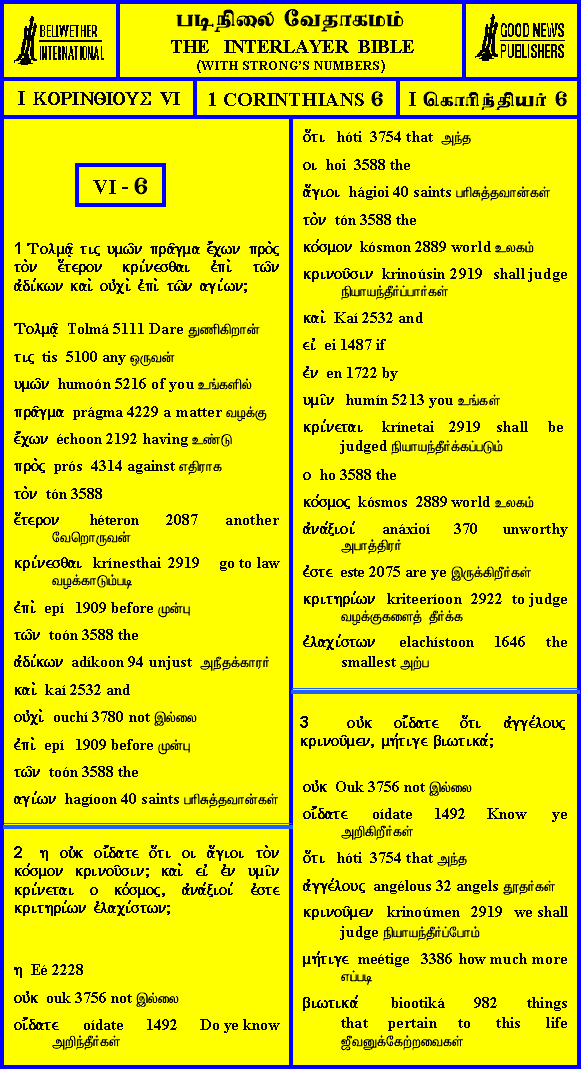 BELLWETHER
INTERNATIONAL
படிநிலை வேதாகமம்
THE INTERLAYER BIBLE
(WITH STRONG'S NUMBERS)
GOOD NEWS
PUBLISHERS
I ΚΟΡΙΝΘΙΟΥΣ VI
1 CORINTHIANS 6
I கொரிந்தியர் 6
VI - 6
1 Τολμᾷ τις υμῶν πρᾶγμα ἔχων πρὸς
τὸν ἕτερον κρίνεσθαι ἐπὶ τῶν
ἀδίκων καὶ οὐχὶ ἐπὶ τῶν αγίων;
Τολμᾷ Tolmá 5111 Dare துணிகிறான்
τις tis 5100 any ஒருவன்
υμῶν humoón 5216 of you உங்களில்
πρᾶγμα prágma 4229 a matter வழக்கு
ἔχων échoon 2192 having உண்டு
πρὸς prós 4314 against எதிராக
τὸν tón 3588
ἕτερον héteron 2087 another
வேறொருவன்
κρίνεσθαι krínesthai 2919 go to law
வழக்காடும்படி
ἐπὶ epí 1909 before முன்பு
τῶν toón 3588 the
ἀδίκων adíkoon 94 unjust அநீதக்காரர்
καὶ kaí 2532 and
οὐχὶ ouchí 3780 not இல்லை
ἐπὶ epí 1909 before முன்பு
τῶν toón 3588 the
αγίων hagíoon 40 saints பரிசுத்தவான்கள்
2 η οὐκ οἴδατε ὅτι οι ἅγιοι τὸν
κόσμον κρινοῦσιν; καὶ εἰ ἐν υμῖν
κρίνεται ο κόσμος, ἀνάξιοί ἐστε
κριτηρίων ἐλαχίστων;
η Eé 2228
οὐκ ouk 3756 not இல்லை
οἴδατε oídate 1492 Do ye know
அறிந்தீர்கள்
ὅτι hóti 3754 that அந்த
οι hoi 3588 the
ἅγιοι hágioi 40 saints பரிசுத்தவான்கள்
τὸν tón 3588 the
κόσμον kósmon 2889 world உலகம்
κρινοῦσιν krinoúsin 2919 shall judge
நியாயந்தீர்ப்பார்கள்
καὶ Kaí 2532 and
εἰ ei 1487 if
ἐν en 1722 by
υμῖν humín 5213 you உங்கள்
κρίνεται krínetai 2919 shall be
judged நியாயந்தீர்க்கப்படும்
ο ho 3588 the
κόσμος kósmos 2889 world உலகம்
ἀνάξιοί anáxioí 370 unworthy
அபாத்திரர்
ἐστε este 2075 are ye இருக்கிறீர்கள்
κριτηρίων kriteeríoon 2922 to judge
வழக்குகளைத் தீர்க்க
ἐλαχίστων elachístoon 1646 the
smallest அற்ப
3 οὐκ οἴδατε ὅτι ἀγγέλους
κρινοῦμεν, μήτιγε βιωτικά;
οὐκ Ouk 3756 not இல்லை
οἴδατε oídate 1492 Know ye
அறிகிறீர்கள்
ὅτι hóti 3754 that அந்த
ἀγγέλους angélous 32 angels தூதர்கள்
κρινοῦμεν krinoúmen 2919 we shall
judge நியாயந்தீர்ப்போம்
μήτιγε meétige 3386 how much more
எப்படி
βιωτικά biootiká 982 things
that pertain to this life
ஜீவனுக்கேற்றவைகள்